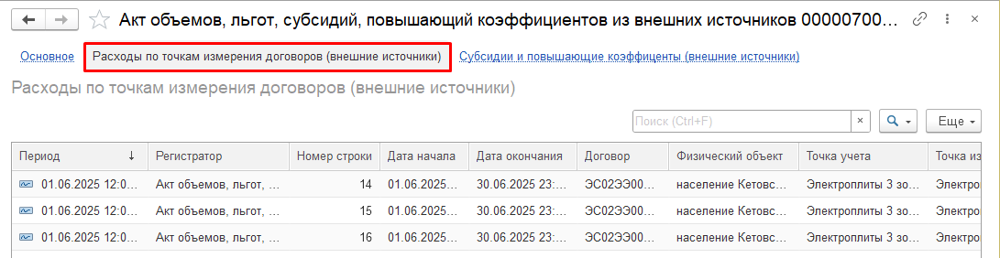 Акт объемов, льгот, субсидий, повышающий коэффициентов из внешних источников 00000700...
Основное Расходы по точкам измерения договоров (внешние источники) Субсидии и повышающие коэффиценты (внешние источники)
Расходы по точкам измерения договоров (внешние источники)
Поиск (Ctrl+F) × Еще
Период ↓ Регистратор Номер строки Дата начала Дата окончания Договор Физический объект Точка учета Точка из
01.06.2025 12:0... Акт объемов, льгот, ... 14 01.06.2025... 30.06.2025 23:... ЭС02ЭЭ00... население Кетовс... Электроплиты 3 зо... Электро
01.06.2025 12:0... Акт объемов, льгот, ... 15 01.06.2025... 30.06.2025 23:... ЭС02ЭЭ00... население Кетовс... Электроплиты 3 зо... Электро
01.06.2025 12:0... Акт объемов, льгот, ... 16 01.06.2025... 30.06.2025 23:... ЭС02ЭЭ00... население Кетовс... Электроплиты 3 зо... Электро